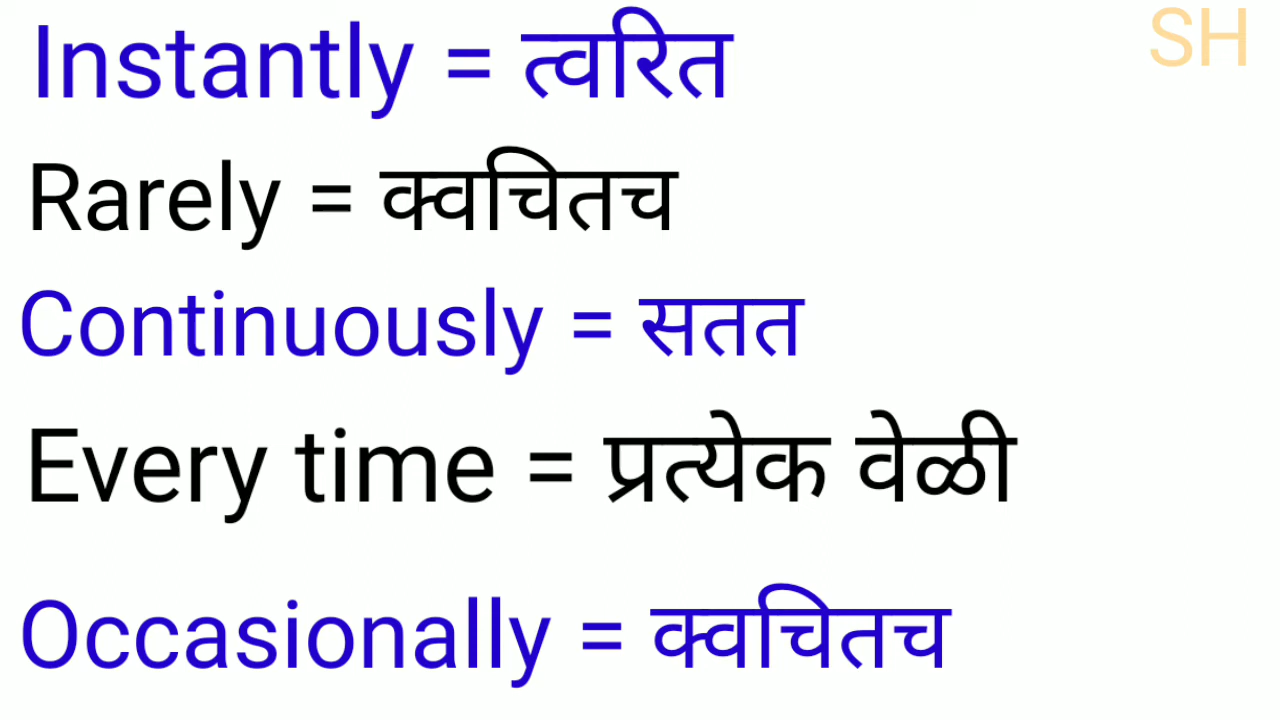 Instantly = त्वरित
SH
Rarely = क्वचितच
Continuously = सतत
Every time = प्रत्येक वेळी
Occasionally = क्वचितच